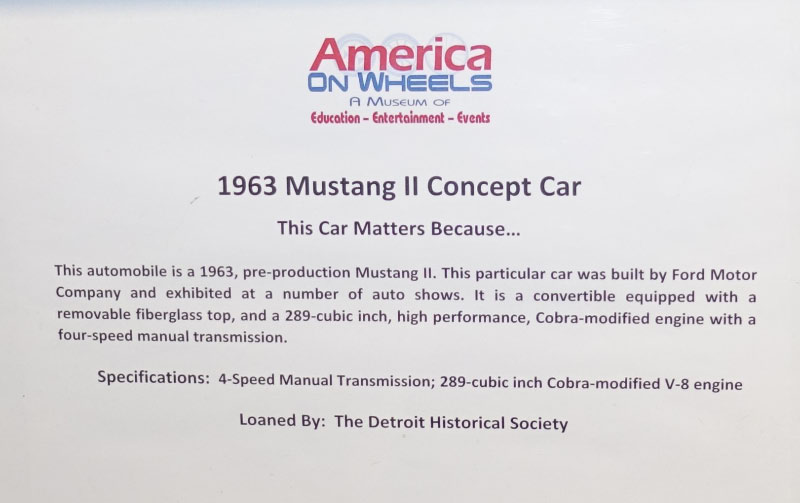 America
ON WHEELS
A MUSEUM OF
Education – Entertainment – Events
1963 Mustang II Concept Car
This Car Matters Because…
This automobile is a 1963, pre-production Mustang II. This particular car was built by Ford Motor
Company and exhibited at a number of auto shows. It is a convertible equipped with a
removable fiberglass top, and a 289-cubic inch, high performance, Cobra-modified engine with a
four-speed manual transmission.
Specifications: 4-Speed Manual Transmission; 289-cubic inch Cobra-modified V-8 engine
Loaned By: The Detroit Historical Society